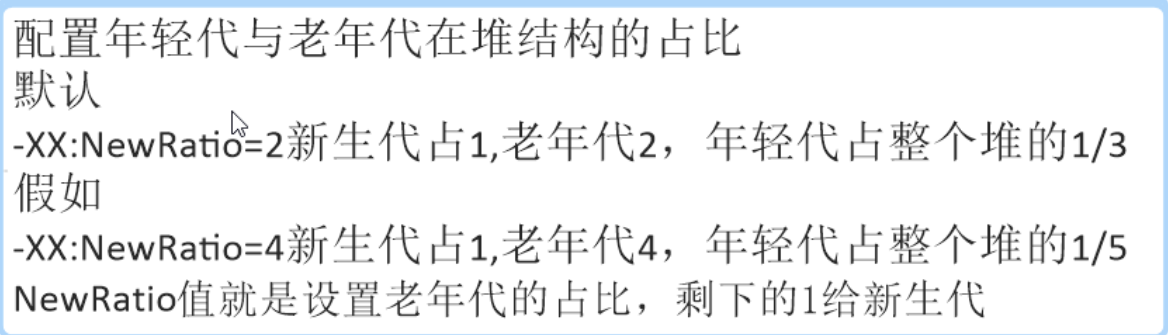 配置年轻代与老年代在堆结构的占比
默认
-XX:NewRatio=2新生代占1,老年代2，年轻代占整个堆的1/3
假如
-XX:NewRatio=4新生代占1,老年代4，年轻代占整个堆的1/5
NewRatio值就是设置老年代的占比，剩下的1给新生代